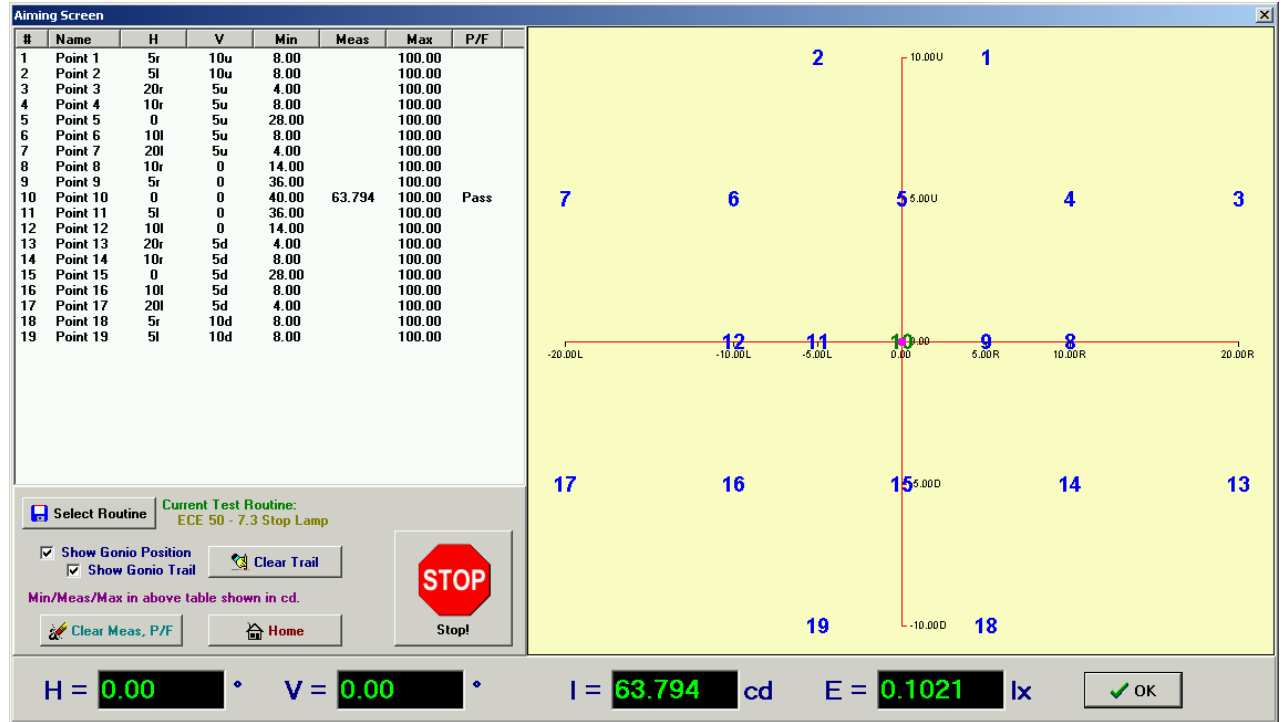 Aiming Screen
# Name H V Min Meas Max P/F
1 Point 1 5r 10u 8.00 100.00
2 Point 2 5l 10u 8.00 100.00
3 Point 3 20r 5u 4.00 100.00
4 Point 4 10r 5u 8.00 100.00
5 Point 5 0 5u 28.00 100.00
6 Point 6 10l 5u 8.00 100.00
7 Point 7 20l 5u 4.00 100.00
8 Point 8 10r 0 14.00 100.00
9 Point 9 5r 0 36.00 100.00
10 Point 10 0 0 40.00 63.794 100.00 Pass
11 Point 11 5l 0 36.00 100.00
12 Point 12 10l 0 14.00 100.00
13 Point 13 20r 5d 4.00 100.00
14 Point 14 10r 5d 8.00 100.00
15 Point 15 0 5d 28.00 100.00
16 Point 16 10l 5d 8.00 100.00
17 Point 17 20l 5d 4.00 100.00
18 Point 18 5r 10d 8.00 100.00
19 Point 19 5l 10d 8.00 100.00
2 10.00U 1
7 6 5 5.00U 4 3
12 11 10 0.00 9 8
-20.00L -10.00L -5.00L 0.00 5.00R 10.00R 20.00R
17 16 15 -5.00D 14 13
19 -10.00D 18
Select Routine
Current Test Routine:
ECE 50 - 7.3 Stop Lamp
Show Gonio Position
Show Gonio Trail
Clear Trail
Min/Meas/Max in above table shown in cd.
Clear Meas, P/F
Home
STOP
Stop!
H = 0.00 ° V = 0.00 ° I = 63.794 cd E = 0.1021 lx OK